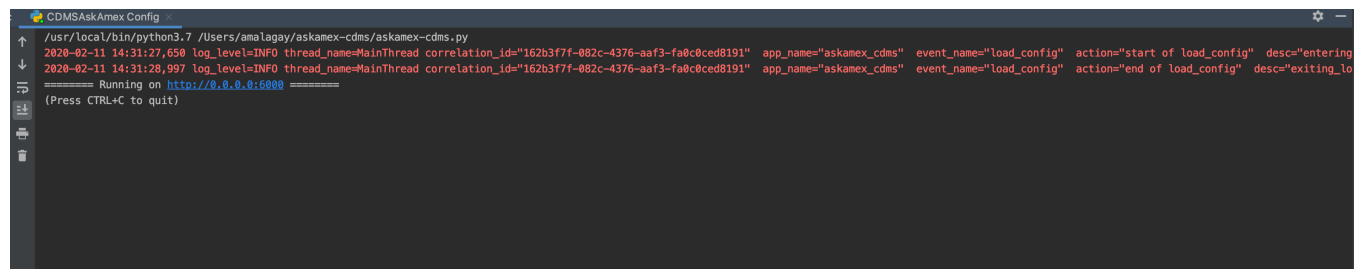 CDMSAskAmex Config
/usr/local/bin/python3.7 /Users/amalagay/askamex-cdms/askamex-cdms.py
2020-02-11 14:31:27,650 log_level=INFO thread_name=MainThread correlation_id="162b3f7f-082c-4376-aaf3-fa0c0ced8191" app_name="askamex_cdms" event_name="load_config" action="start of load_config" desc="entering
2020-02-11 14:31:28,997 log_level=INFO thread_name=MainThread correlation_id="162b3f7f-082c-4376-aaf3-fa0c0ced8191" app_name="askamex_cdms" event_name="load_config" action="end of load_config" desc="exiting_lo
======== Running on http://0.0.0.0:6000 ========
(Press CTRL+C to quit)